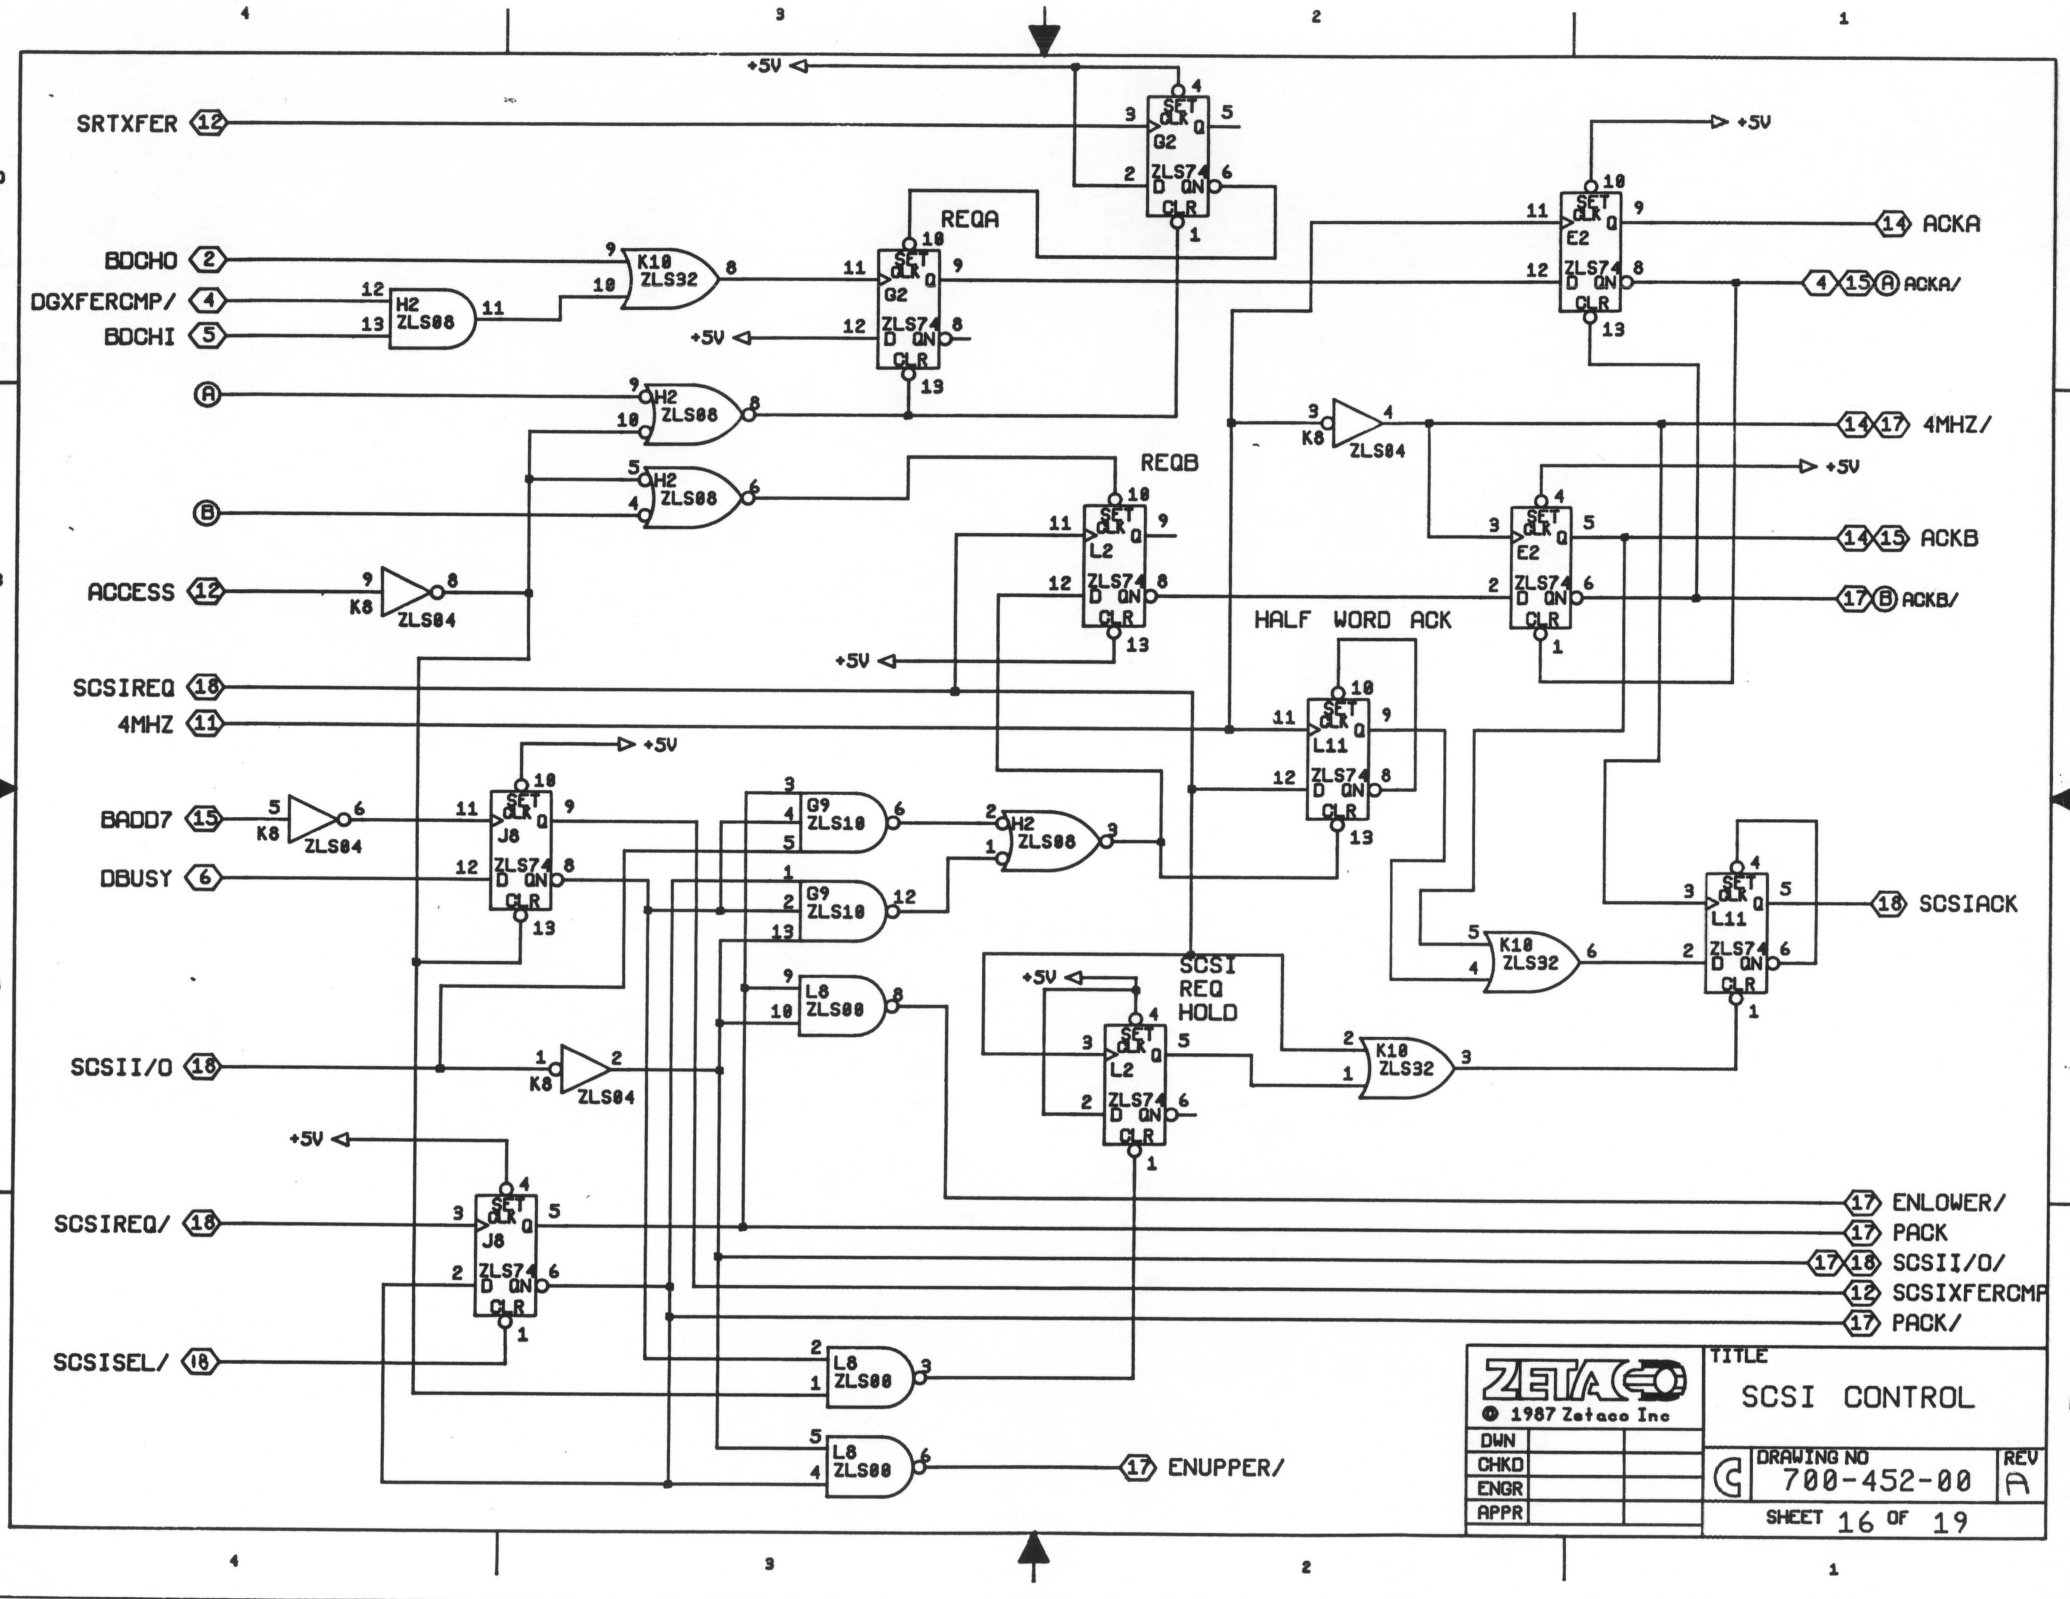 4 3 2 1
+5V
SRTXFER 12
3 SET 4
CLK Q 5
G2
ZLS74
2 D QN 6
CLR
1
+5V
REQA
BDCHO 2
9 K10 8
10 ZLS32
DGXFERCMP/ 4
12 H2 11
13 ZLS08
BDCHI 5
10
SET
11 CLK Q 9
G2
+5V 12 ZLS74 8
D QN
CLR
13
10
SET
11 CLK Q 9
E2
12 ZLS74 8
D QN
CLR
13
14 ACKA
4 15 A ACKA/
A
9 H2 8
10 ZLS08
3 4
K8 ZLS04
14 17 4MHZ/
5 H2 6
4 ZLS08
B
REQB
+5V
10
SET
11 CLK Q 9
L2
12 ZLS74 8
D QN
CLR
13
+5V
4
SET
3 CLK Q 5
E2
2 ZLS74 6
D QN
CLR
1
14 15 ACKB
17 B ACKB/
ACCESS 12
9 8
K8 ZLS04
HALF WORD ACK
SCSIREQ 18
4MHZ 11
10
SET
11 CLK Q 9
L11
12 ZLS74 8
D QN
CLR
13
+5V
BADD7 15
5 6
K8 ZLS04
DBUSY 6
10
SET
11 CLK Q 9
J8
12 ZLS74 8
D QN
CLR
13
3 G9
4 ZLS10 6
5
1 G9
2 ZLS10 12
13
2 H2 3
1 ZLS08
9 L8 8
10 ZLS00
4
SET
3 CLK Q 5
L11
2 ZLS74 6
D QN
CLR
1
18 SCSIACK
5 K10 6
4 ZLS32
+5V
SCSI
REQ
HOLD
4
SET
3 CLK Q 5
L2
2 ZLS74 6
D QN
CLR
1
2 K10 3
1 ZLS32
SCSII/O 18
1 2
K8 ZLS04
+5V
SCSIREQ/ 18
4
SET
3 CLK Q 5
J8
2 ZLS74 6
D QN
CLR
1
SCSISEL/ 18
17 ENLOWER/
17 PACK
17 18 SCSII/O/
12 SCSIXFERCMP
17 PACK/
2 L8 3
1 ZLS00
5 L8 6
4 ZLS00
17 ENUPPER/
ZETACO
© 1987 Zetaco Inc
DWN
CHKD
ENGR
APPR
TITLE
SCSI CONTROL
C
DRAWING NO
700-452-00
REV
A
SHEET 16 OF 19
4 3 2 1